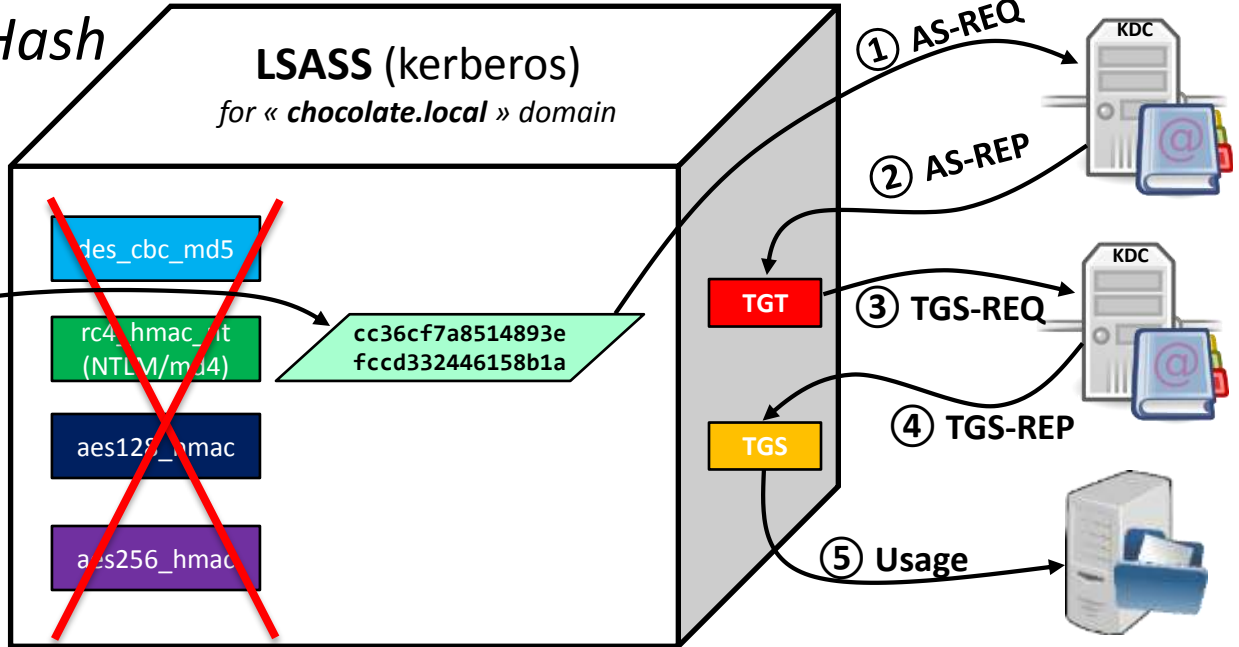 Hash
LSASS (kerberos)
for « chocolate.local » domain
des_cbc_md5
rc4_hmac_nt
(NTLM/md4)
aes128_hmac
aes256_hmac
cc36cf7a8514893e
fccd332446158b1a
TGT
TGS
① AS-REQ
KDC
② AS-REP
KDC
③ TGS-REQ
④ TGS-REP
⑤ Usage
@
@